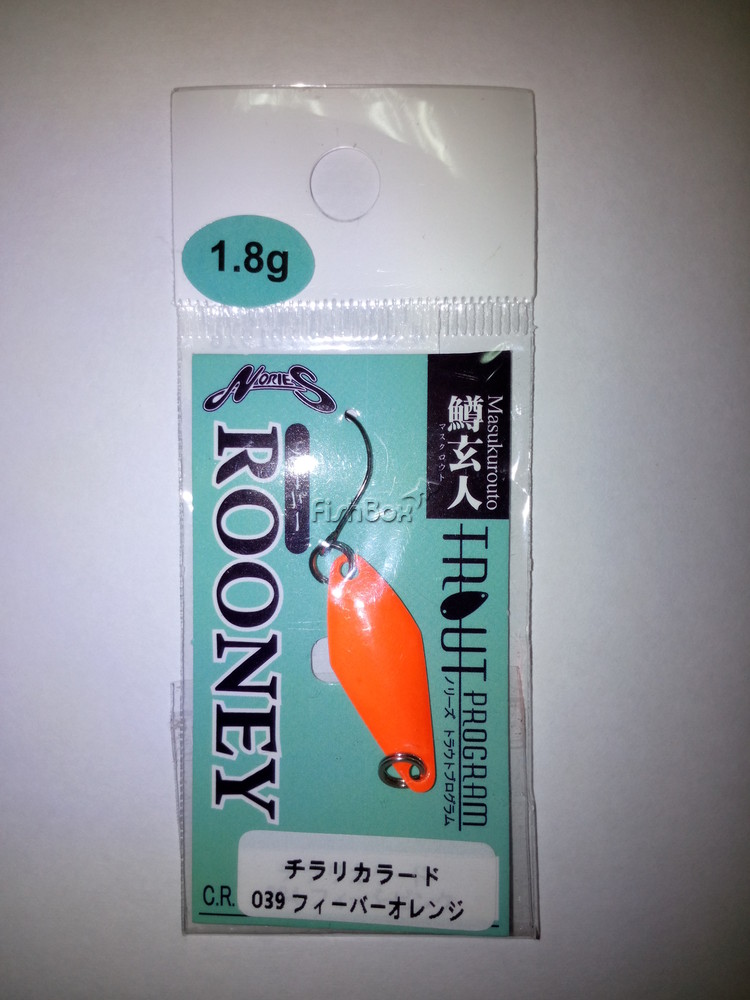 1.8g
NORIES
ROONEY
Masukurouto
鱒玄人
マスクロウト
TROUT
PROGRAM
ノリーズ トラウトプログラム
FishBox
チラリカラード
C.R.
039 フィーバーオレンジ